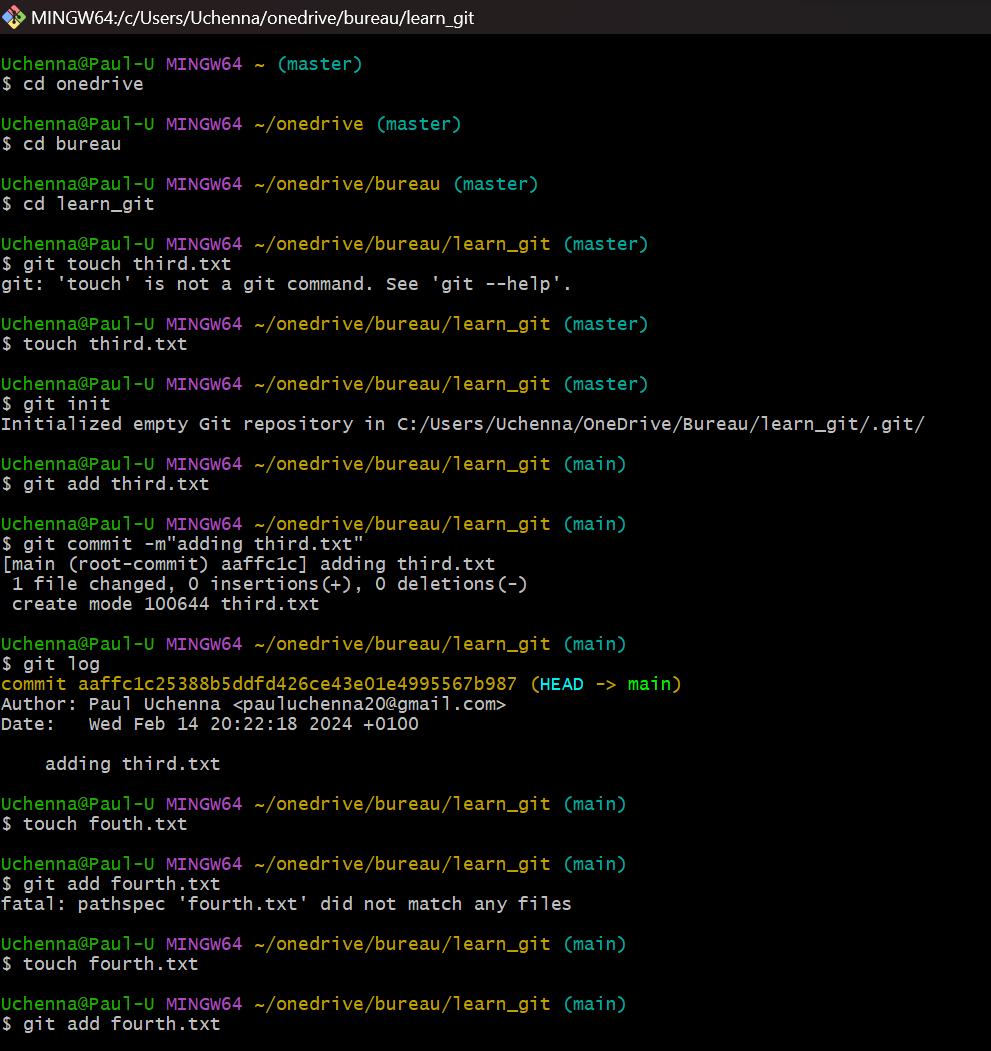 MINGW64:/c/Users/Uchenna/onedrive/bureau/learn_git
Uchenna@Paul-U MINGW64 ~ (master)
$ cd onedrive
Uchenna@Paul-U MINGW64 ~/onedrive (master)
$ cd bureau
Uchenna@Paul-U MINGW64 ~/onedrive/bureau (master)
$ cd learn_git
Uchenna@Paul-U MINGW64 ~/onedrive/bureau/learn_git (master)
$ git touch third.txt
git: 'touch' is not a git command. See 'git --help'.
Uchenna@Paul-U MINGW64 ~/onedrive/bureau/learn_git (master)
$ touch third.txt
Uchenna@Paul-U MINGW64 ~/onedrive/bureau/learn_git (master)
$ git init
Initialized empty Git repository in C:/Users/Uchenna/OneDrive/Bureau/learn_git/.git/
Uchenna@Paul-U MINGW64 ~/onedrive/bureau/learn_git (main)
$ git add third.txt
Uchenna@Paul-U MINGW64 ~/onedrive/bureau/learn_git (main)
$ git commit -m"adding third.txt"
[main (root-commit) aaffc1c] adding third.txt
 1 file changed, 0 insertions(+), 0 deletions(-)
 create mode 100644 third.txt
Uchenna@Paul-U MINGW64 ~/onedrive/bureau/learn_git (main)
$ git log
commit aaffc1c25388b5ddfd426ce43e01e4995567b987 (HEAD -> main)
Author: Paul Uchenna <pauluchenna20@gmail.com>
Date:   Wed Feb 14 20:22:18 2024 +0100
    adding third.txt
Uchenna@Paul-U MINGW64 ~/onedrive/bureau/learn_git (main)
$ touch fouth.txt
Uchenna@Paul-U MINGW64 ~/onedrive/bureau/learn_git (main)
$ git add fourth.txt
fatal: pathspec 'fourth.txt' did not match any files
Uchenna@Paul-U MINGW64 ~/onedrive/bureau/learn_git (main)
$ touch fourth.txt
Uchenna@Paul-U MINGW64 ~/onedrive/bureau/learn_git (main)
$ git add fourth.txt